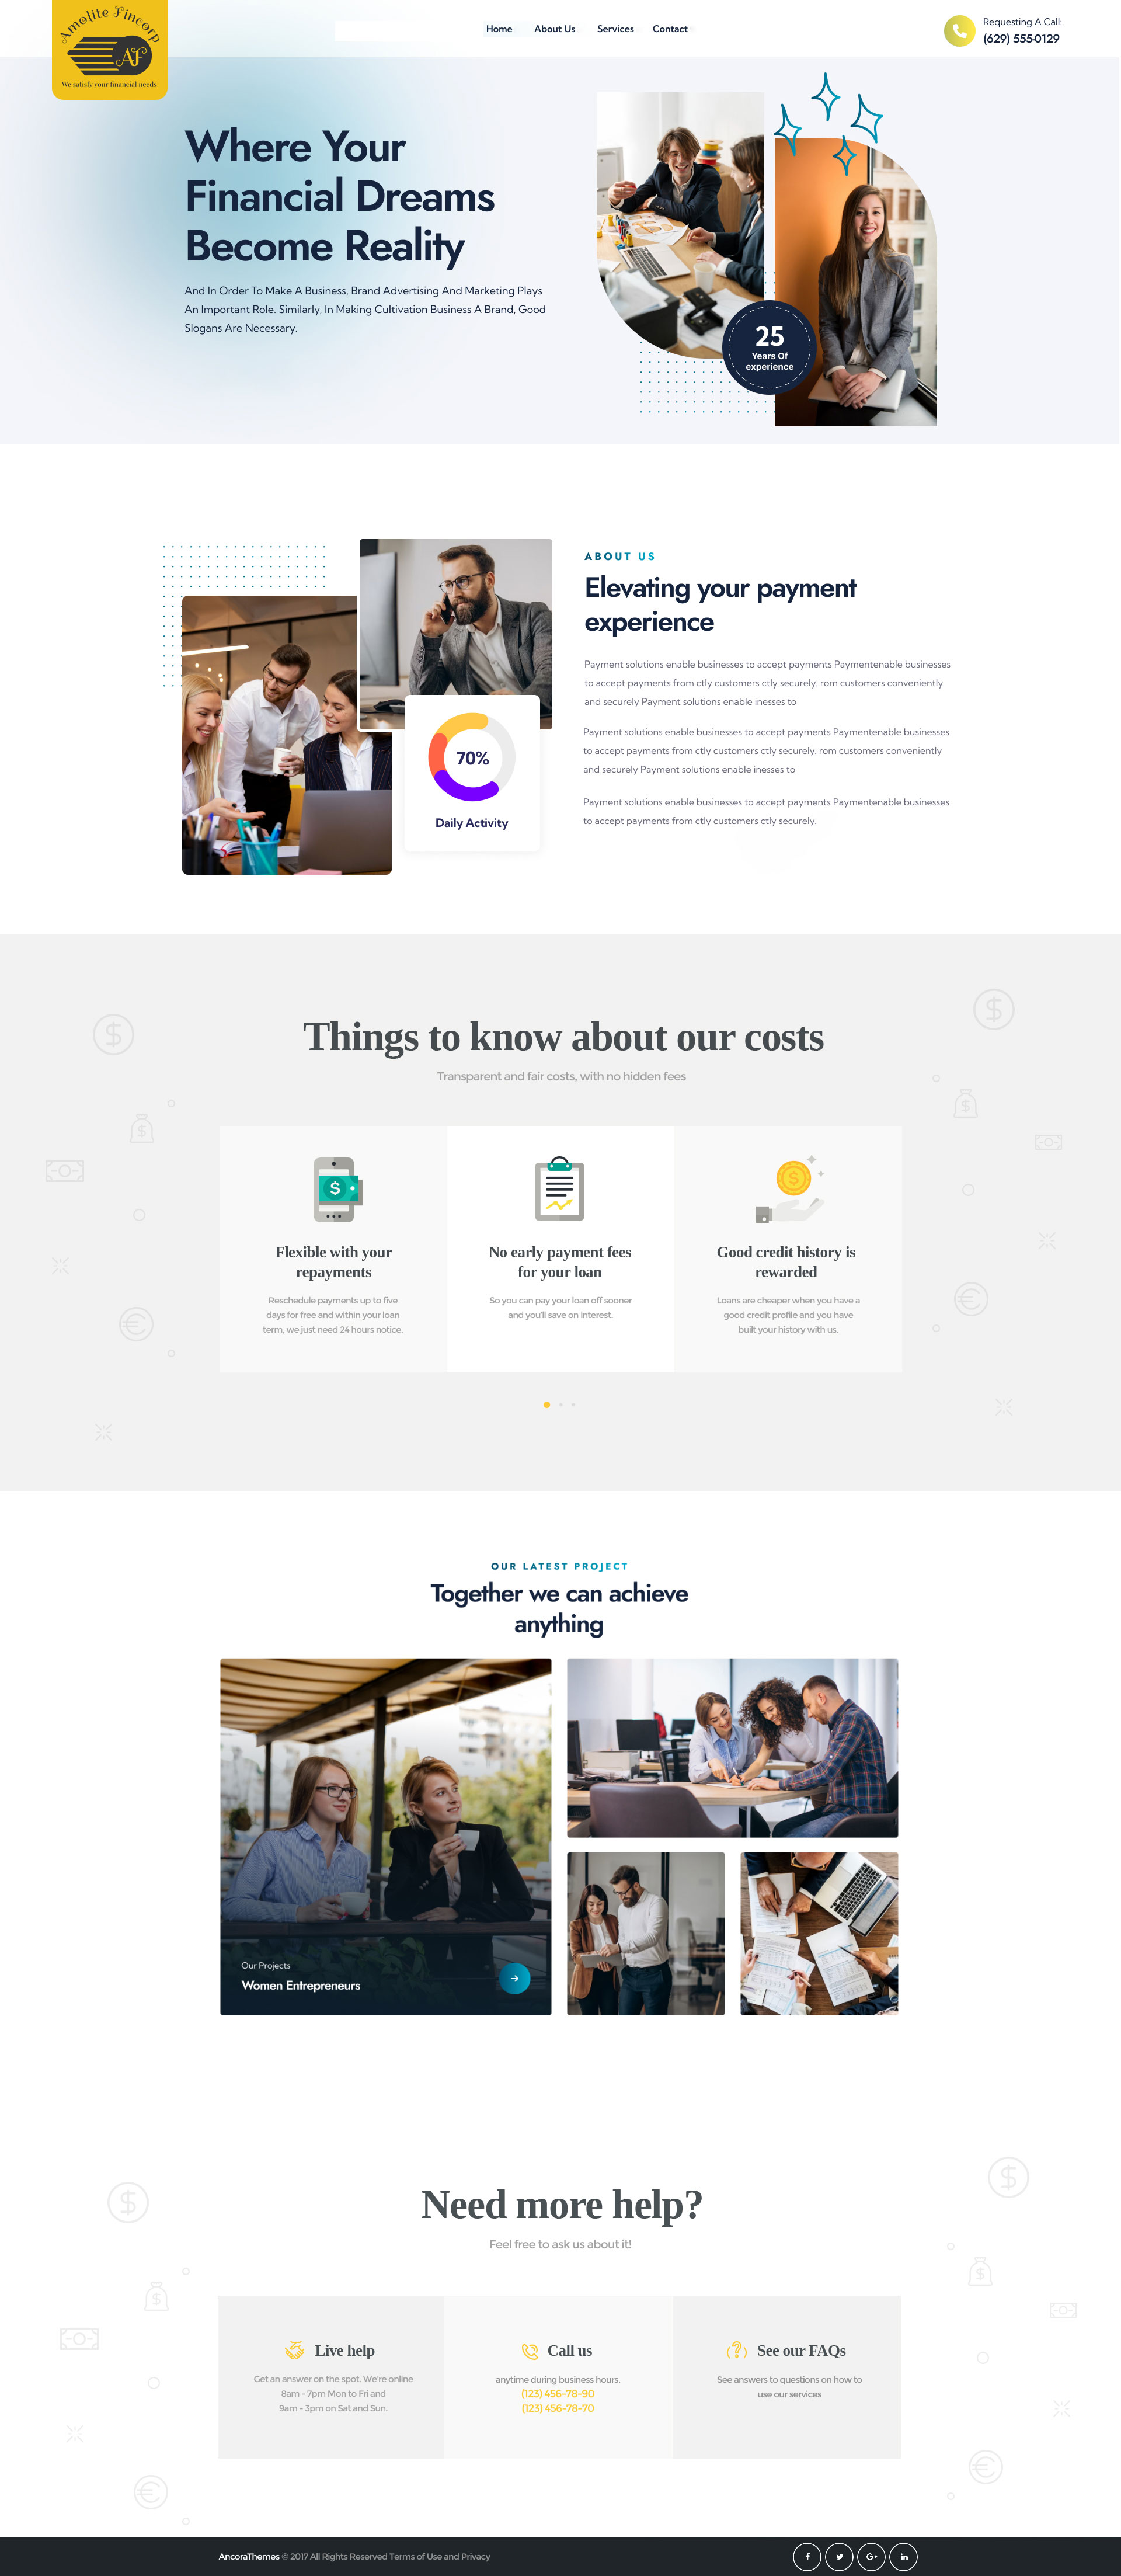 Amolite Fincorp
AF
We satisfy your financial needs
Home About Us Services Contact
Requesting A Call:
(629) 555-0129
Where Your
Financial Dreams
Become Reality
And In Order To Make A Business, Brand Advertising And Marketing Plays
An Important Role. Similarly, In Making Cultivation Business A Brand, Good
Slogans Are Necessary.
25
Years Of
experience
ABOUT US
Elevating your payment
experience
Payment solutions enable businesses to accept payments Paymentenable businesses
to accept payments from ctly customers ctly securely. rom customers conveniently
and securely Payment solutions enable inesses to
Payment solutions enable businesses to accept payments Paymentenable businesses
to accept payments from ctly customers ctly securely. rom customers conveniently
and securely Payment solutions enable inesses to
Payment solutions enable businesses to accept payments Paymentenable businesses
to accept payments from ctly customers ctly securely.
70%
Daily Activity
Things to know about our costs
Transparent and fair costs, with no hidden fees
Flexible with your
repayments
Reschedule payments up to five
days for free and within your loan
term, we just need 24 hours notice.
No early payment fees
for your loan
So you can pay your loan off sooner
and you'll save on interest.
Good credit history is
rewarded
Loans are cheaper when you have a
good credit profile and you have
built your history with us.
OUR LATEST PROJECT
Together we can achieve
anything
Our Projects
Women Entrepreneurs
Need more help?
Feel free to ask us about it!
Live help
Get an answer on the spot. We're online
8am - 7pm Mon to Fri and
9am - 3pm on Sat and Sun.
Call us
anytime during business hours.
(123) 456-78-90
(123) 456-78-70
See our FAQs
See answers to questions on how to
use our services
AncoraThemes © 2017 All Rights Reserved Terms of Use and Privacy